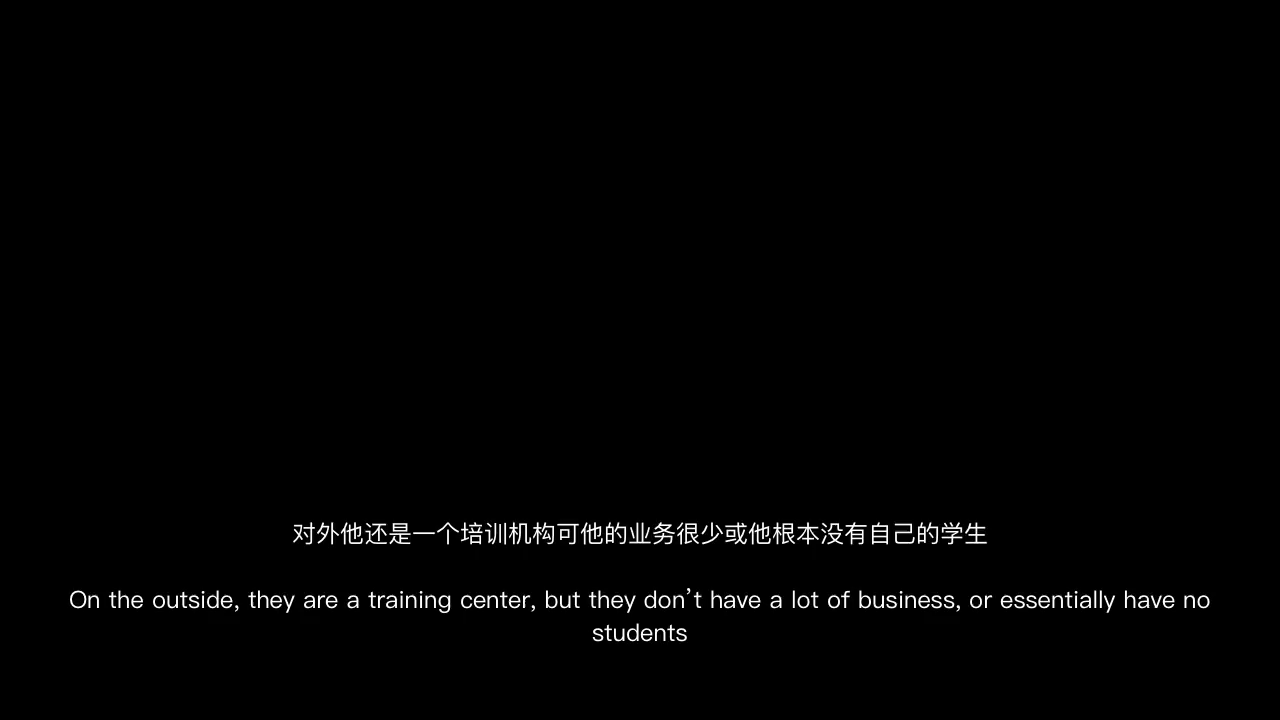 对外他还是一个培训机构可他的业务很少或他根本没有自己的学生
On the outside, they are a training center, but they don’t have a lot of business, or essentially have no
students